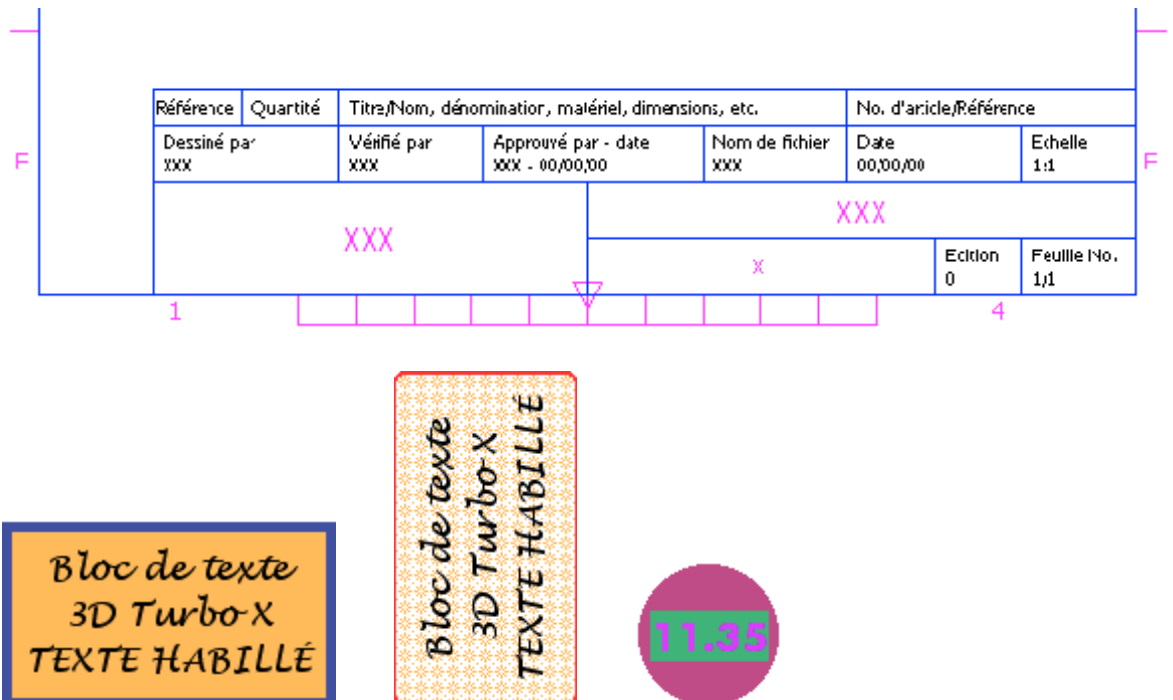 Référence Quantité Titre/Nom, dénomination, matériel, dimensions, etc. No. d'article/Référence
Dessiné par Vérifié par Approuvé par - date Nom de fichier Date Echelle
XXX XXX XXX - 00/00/00 XXX 00/00/00 1:1
F F
XXX
XXX
X
Edition Feuille No.
0 1/1
1 4
Bloc de texte
3D Turbo X
TEXTE HABILLÉ
Bloc de texte
3D Turbo X
TEXTE HABILLÉ
11.35